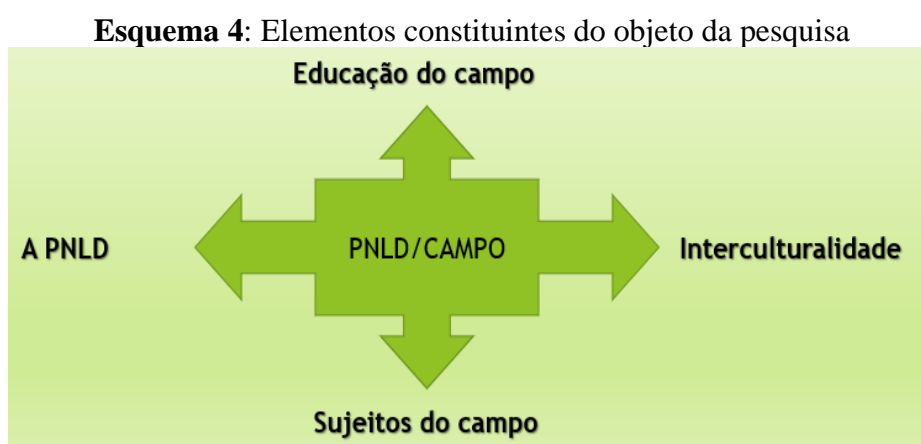 Esquema 4: Elementos constituintes do objeto da pesquisa
Educação do campo
A PNLD
PNLD/CAMPO
Interculturalidade
Sujeitos do campo